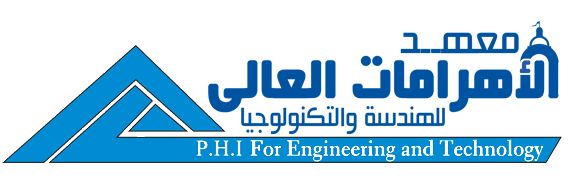 معهد
الأهرامات العالى
للهندسة والتكنولوجيا
P.H.I For Engineering and Technology